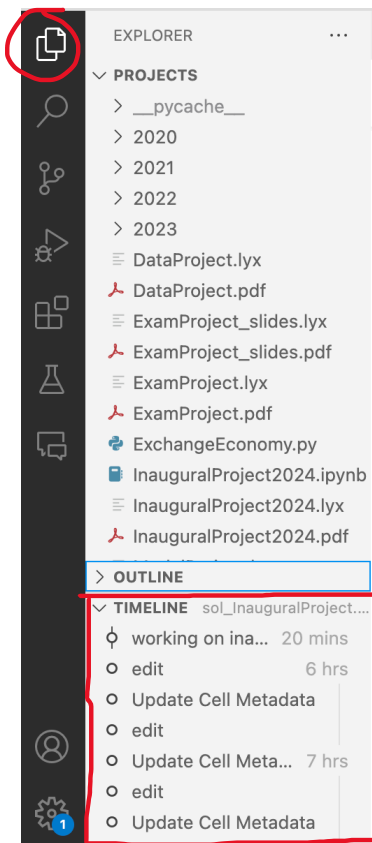 EXPLORER ...
PROJECTS
__pycache__
2020
2021
2022
2023
DataProject.lyx
DataProject.pdf
ExamProject_slides.lyx
ExamProject_slides.pdf
ExamProject.lyx
ExamProject.pdf
ExchangeEconomy.py
InauguralProject2024.ipynb
InauguralProject2024.lyx
InauguralProject2024.pdf
OUTLINE
TIMELINE sol_InauguralProject....
working on ina... 20 mins
edit 6 hrs
Update Cell Metadata
edit
Update Cell Meta... 7 hrs
edit
Update Cell Metadata
1